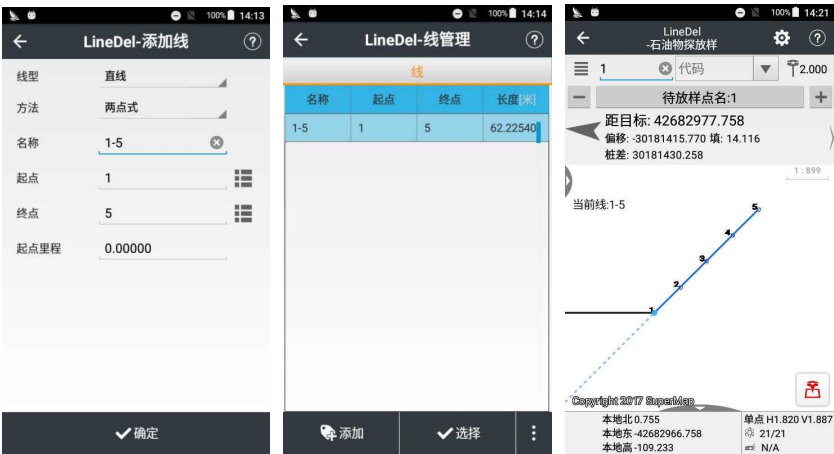 100% 14:13
LineDel-添加线
线型 直线
方法 两点式
名称 1-5
起点 1
终点 5
起点里程 0.00000
确定
100% 14:14
LineDel-线管理
线
名称 起点 终点 长度[米]
1-5 1 5 62.22540
添加 选择
100% 14:21
LineDel
-石油物探放样
1 代码 2.000
待放样点名:1
距目标: 42682977.758
偏移: -30181415.770 填: 14.116
桩差: 30181430.258
1 : 899
当前线:1-5
5
4
3
2
1
Copyright 2017 SuperMap
本地北 0.755 单点 H1.820 V1.887
本地东 -42682966.758 21/21
本地高 -109.233 N/A